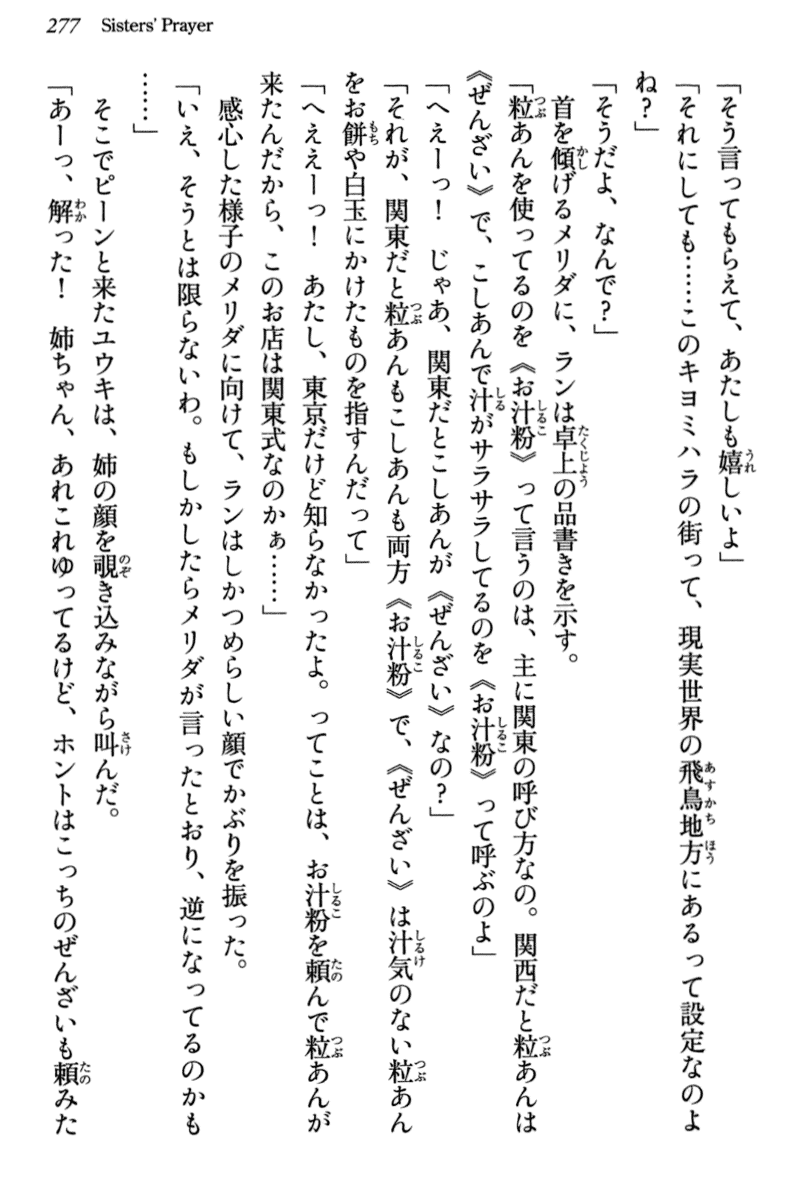 277 Sisters' Prayer
「そう言ってもらえて、あたしも嬉しいよ」
「それにしても……このキヨミハラの街って、現実世界の飛鳥地方にあるって設定なのよ
ね?」
「そうだよ、なんで?」
首を傾げるメリダに、ランは卓上の品書きを示す。
「粒あんを使ってるのを《お汁粉》って言うのは、主に関東の呼び方なの。関西だと粒あんは
《ぜんざい》で、こしあんで汁がサラサラしてるのを《お汁粉》って呼ぶのよ」
「へえーっ! じゃあ、関東だとこしあんが《ぜんざい》なの?」
「それが、関東だと粒あんもこしあんも両方《お汁粉》で、《ぜんざい》は汁気のない粒あん
をお餅や白玉にかけたものを指すんだって」
「へええーっ! あたし、東京だけど知らなかったよ。ってことは、お汁粉を頼んで粒あんが
来たんだから、このお店は関東式なのかぁ……」
感心した様子のメリダに向けて、ランはしかつめらしい顔でかぶりを振った。
「いえ、そうとは限らないわ。もしかしたらメリダが言ったとおり、逆になってるのかも
……」
そこでピーンと来たユウキは、姉の顔を覗き込みながら叫んだ。
「あーっ、解った! 姉ちゃん、あれこれゆってるけど、ホントはこっちのぜんざいも頼みた